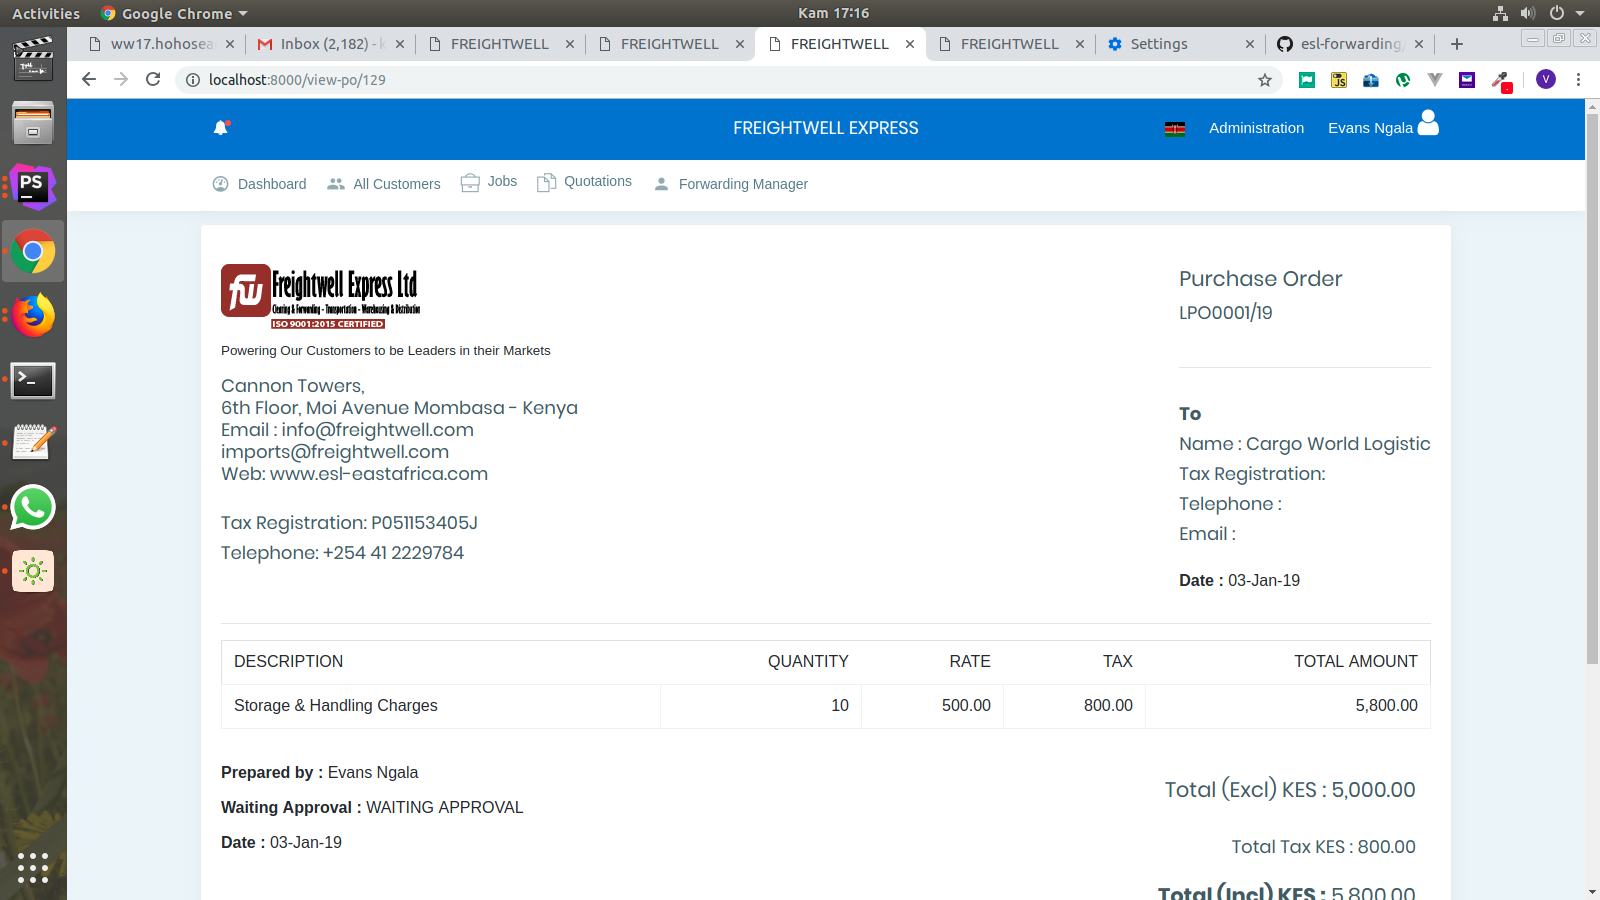 Activities Google Chrome Kam 17:16
ww17.hohosea Inbox (2,182) - k FREIGHTWELL FREIGHTWELL FREIGHTWELL FREIGHTWELL Settings esl-forwarding/
localhost:8000/view-po/129
FREIGHTWELL EXPRESS Administration Evans Ngala
Dashboard All Customers Jobs Quotations Forwarding Manager
fw Freightwell Express Ltd
Clearing & Forwarding - Transportation - Warehousing & Distribution
ISO 9001:2015 CERTIFIED
Powering Our Customers to be Leaders in their Markets
Cannon Towers,
6th Floor, Moi Avenue Mombasa - Kenya
Email : info@freightwell.com
imports@freightwell.com
Web: www.esl-eastafrica.com
Tax Registration: P051153405J
Telephone: +254 41 2229784
Purchase Order
LPO0001/19
To
Name : Cargo World Logistic
Tax Registration:
Telephone :
Email :
Date : 03-Jan-19
DESCRIPTION QUANTITY RATE TAX TOTAL AMOUNT
Storage & Handling Charges 10 500.00 800.00 5,800.00
Prepared by : Evans Ngala
Waiting Approval : WAITING APPROVAL
Date : 03-Jan-19
Total (Excl) KES : 5,000.00
Total Tax KES : 800.00
Total (Incl) KES : 5,800.00